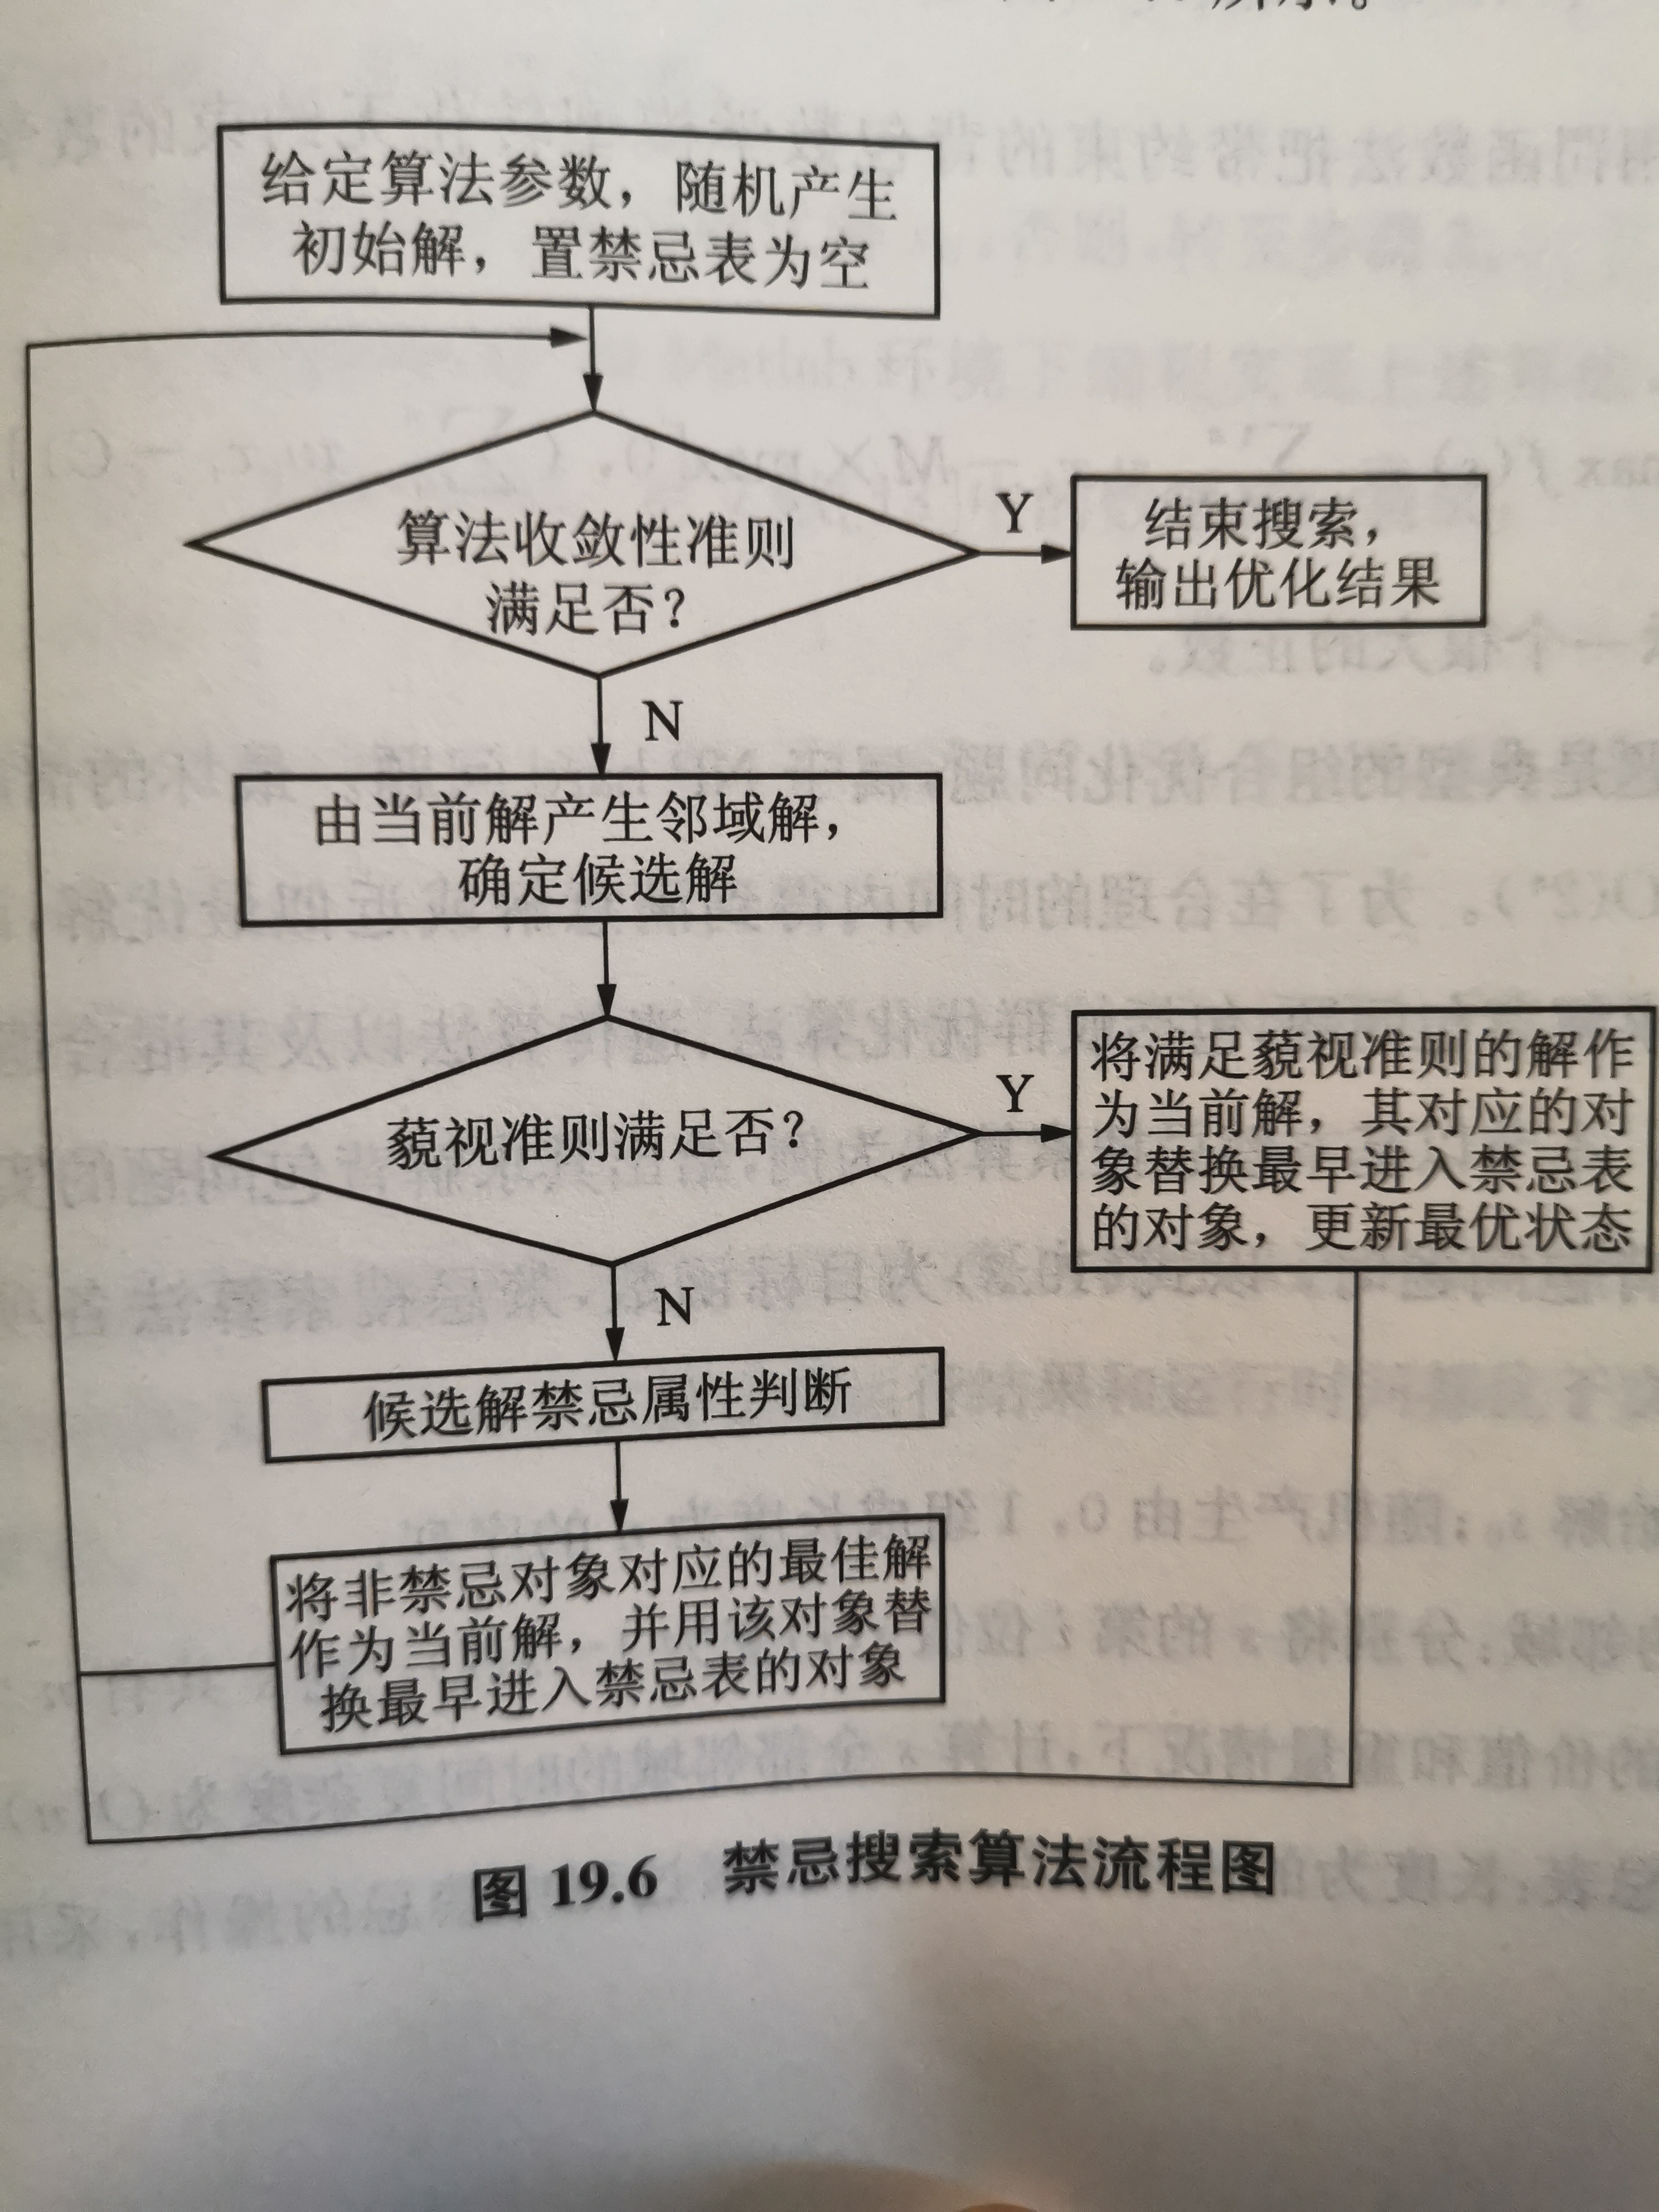 给定算法参数，随机产生
初始解，置禁忌表为空
算法收敛性准则
满足否？
Y
结束搜索，
输出优化结果
N
由当前解产生邻域解，
确定候选解
藐视准则满足否？
Y
将满足藐视准则的解作
为当前解，其对应的对
象替换最早进入禁忌表
的对象，更新最优状态
N
候选解禁忌属性判断
将非禁忌对象对应的最佳解
作为当前解，并用该对象替
换最早进入禁忌表的对象
图 19.6 禁忌搜索算法流程图